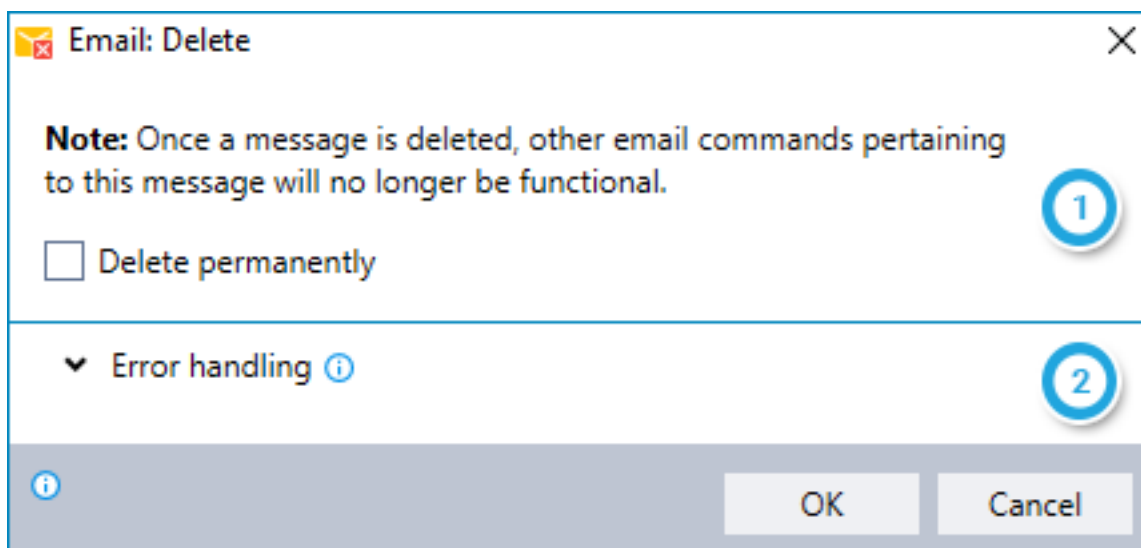 Email: Delete
Note: Once a message is deleted, other email commands pertaining
to this message will no longer be functional.
1
Delete permanently
Error handling
2
OK
Cancel